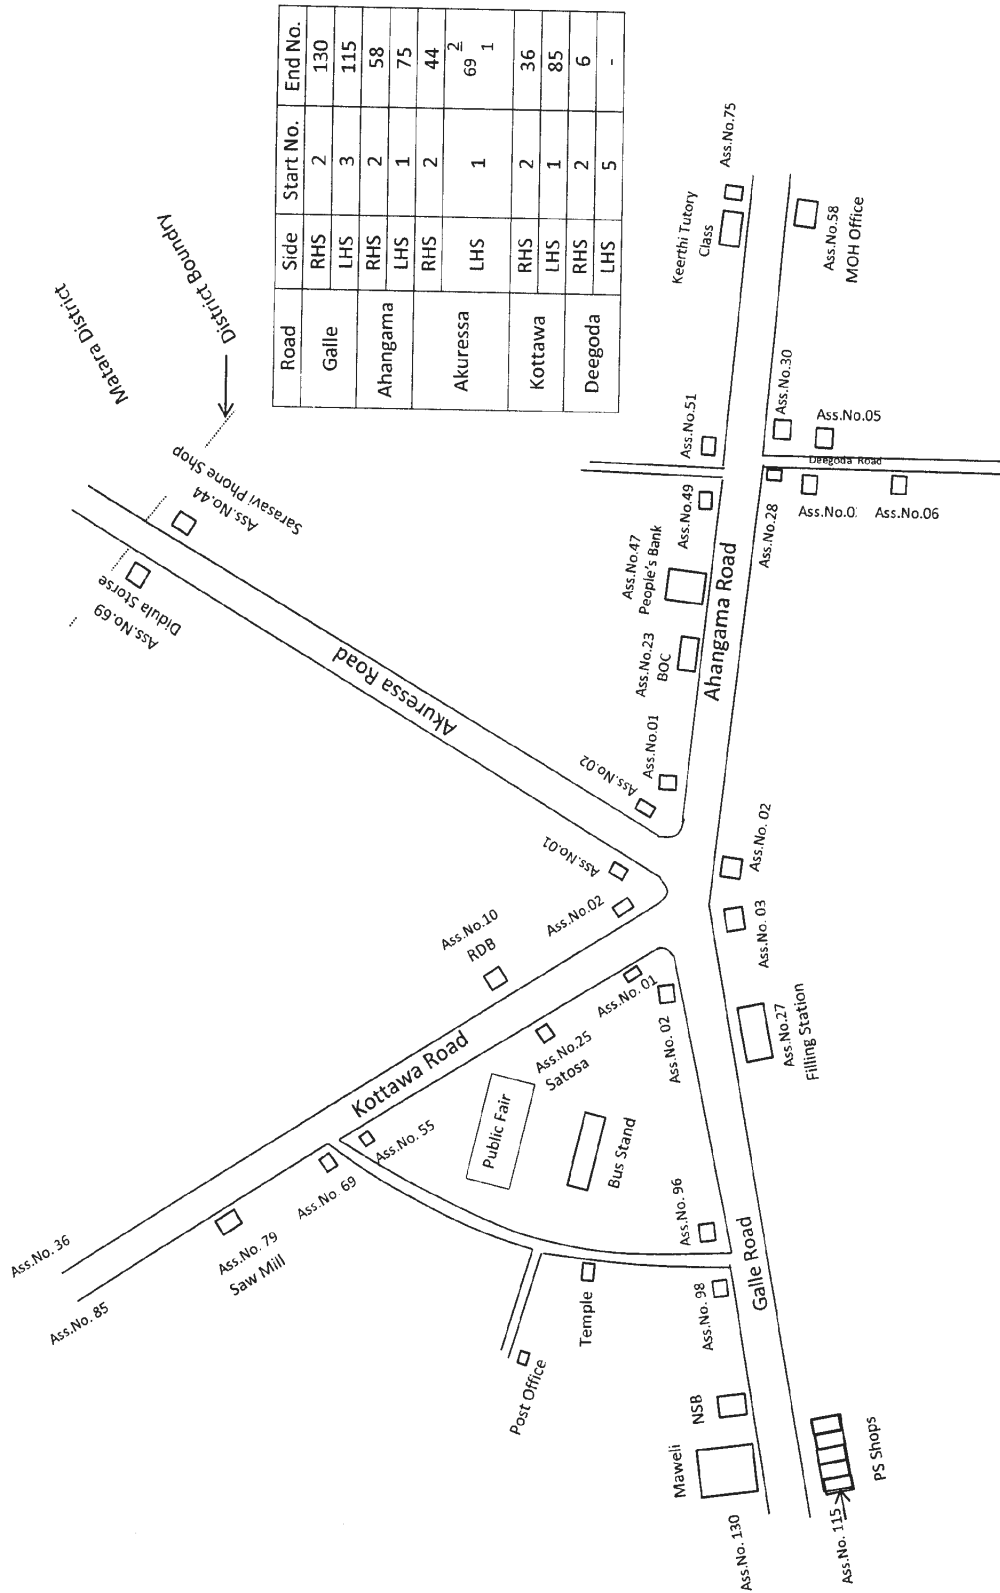 Matara District
District Boundry
Road Side Start No. End No.
Galle RHS 2 130
LHS 3 115
Ahangama RHS 2 58
LHS 1 75
Akuressa RHS 2 44
LHS 1 69 2 1
Kottawa RHS 2 36
LHS 1 85
Deegoda RHS 2 6
LHS 5 -
Ass.No.44
Sarasavi Phone Shop
Ass.No.69
Didula Storse
Akuressa Road
Ass.No.02
Ass.No.01
Ass.No.01
Ass.No.23
BOC
Ass.No.47
People's Bank
Ass.No.49
Ass.No.51
Keerthi Tutory
Class
Ass.No.75
Ahangama Road
Ass.No.58
MOH Office
Ass.No.30
Ass.No.05
Deegoda Road
Ass.No.28
Ass.No.0
Ass.No.06
Ass.No. 02
Ass.No. 03
Ass.No.27
Filling Station
Ass.No.02
Ass.No.10
RDB
Kottawa Road
Ass.No. 01
Ass.No. 02
Ass.No.25
Satosa
Public Fair
Bus Stand
Ass.No. 55
Ass.No. 69
Ass.No. 79
Saw Mill
Ass.No. 36
Ass.No. 85
Ass.No. 96
Ass.No. 98
Galle Road
Temple
Post Office
NSB
Maweli
Ass.No. 130
Ass.No. 115
PS Shops